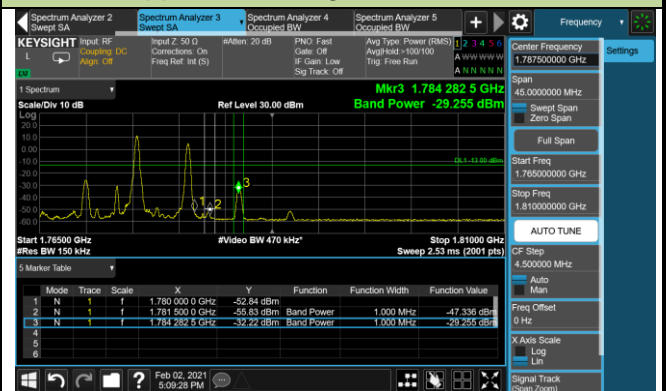 Spectrum Analyzer 2
Swept SA
Spectrum Analyzer 3
Swept SA
Spectrum Analyzer 4
Occupied BW
Spectrum Analyzer 5
Occupied BW
Frequency
KEYSIGHT
L
Input: RF
Coupling: DC
Align: Off
Input Z: 50 Ω
Corrections: On
Freq Ref: Int (S)
#Atten: 20 dB
PNO: Fast
Gate: Off
IF Gain: Low
Sig Track: Off
Avg Type: Power (RMS)
Avg|Hold:>100/100
Trig: Free Run
1 2 3 4 5 6
A W W W W W
A N N N N N
Settings
Center Frequency
1.787500000 GHz
Span
45.0000000 MHz
Swept Span
Zero Span
Full Span
Start Freq
1.765000000 GHz
Stop Freq
1.810000000 GHz
AUTO TUNE
CF Step
4.500000 MHz
Auto
Man
Freq Offset
0 Hz
X Axis Scale
Log
Lin
Signal Track
(Span Zoom)
1 Spectrum
Scale/Div 10 dB
Ref Level 30.00 dBm
Mkr3 1.784 282 5 GHz
Band Power -29.255 dBm
Log
20.0
10.0
0.00
-10.0
-20.0
-30.0
-40.0
-50.0
-60.0
DL1 -13.00 dBm
1
2
3
Start 1.76500 GHz
#Res BW 150 kHz
#Video BW 470 kHz*
Stop 1.81000 GHz
Sweep 2.53 ms (2001 pts)
5 Marker Table
Mode Trace Scale X Y Function Function Width Function Value
1 N 1 f 1.780 000 0 GHz -52.84 dBm
2 N 1 f 1.781 500 0 GHz -55.83 dBm Band Power 1.000 MHz -47.336 dBm
3 N 1 f 1.784 282 5 GHz -32.22 dBm Band Power 1.000 MHz -29.255 dBm
4
5
6
Feb 02, 2021
5:09:28 PM